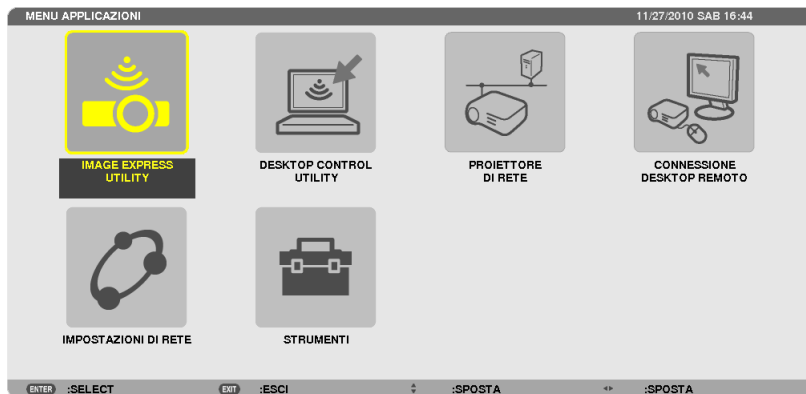 MENU APPLICAZIONI 11/27/2010 SAB 16:44
IMAGE EXPRESS
UTILITY
DESKTOP CONTROL
UTILITY
PROIETTORE
DI RETE
CONNESSIONE
DESKTOP REMOTO
IMPOSTAZIONI DI RETE
STRUMENTI
ENTER :SELECT EXIT :ESCI :SPOSTA :SPOSTA